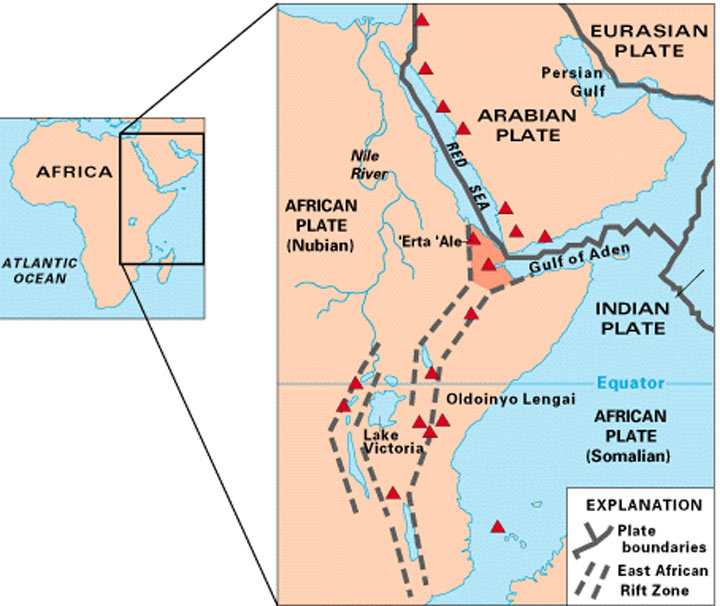 AFRICA
ATLANTIC
OCEAN
EURASIAN
PLATE
Persian
Gulf
ARABIAN
PLATE
RED
SEA
Nile
River
AFRICAN
PLATE
(Nubian)
'Erta 'Ale
Gulf of Aden
INDIAN
PLATE
Equator
Oldoinyo Lengai
Lake
Victoria
AFRICAN
PLATE
(Somalian)
EXPLANATION
Plate
boundaries
East African
Rift Zone